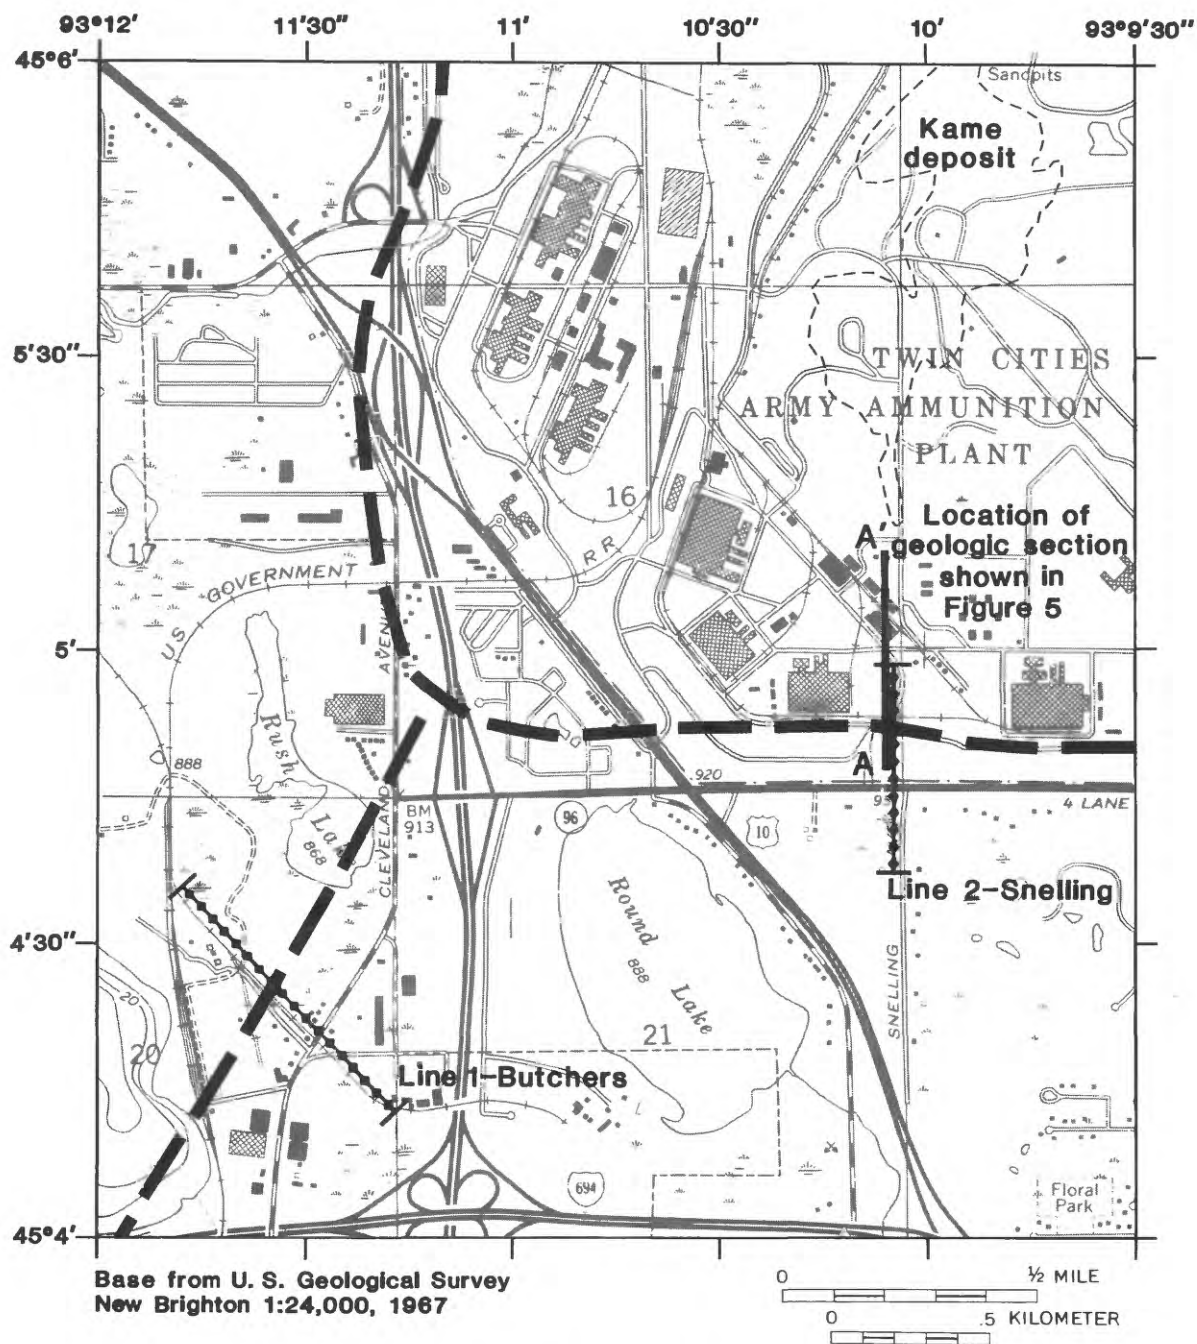 93°12' 11'30" 11' 10'30" 10' 93°9'30"
45°6'
Sandpits
Kame
deposit
5'30"
TWIN CITIES
ARMY AMMUNITION
PLANT
16
17
Location of
A' geologic section
shown in
Figure 5
US GOVERNMENT RR
5'
AVENUE
Rush
Lake
868
888
A
920
4 LANE
BM
913
96
10
CLEVELAND
Line 2-Snelling
Round
Lake
888
4'30"
SNELLING
20
20
21
Line 1-Butchers
694
Floral
Park
45°4'
Base from U. S. Geological Survey
New Brighton 1:24,000, 1967
0 ½ MILE
0 .5 KILOMETER